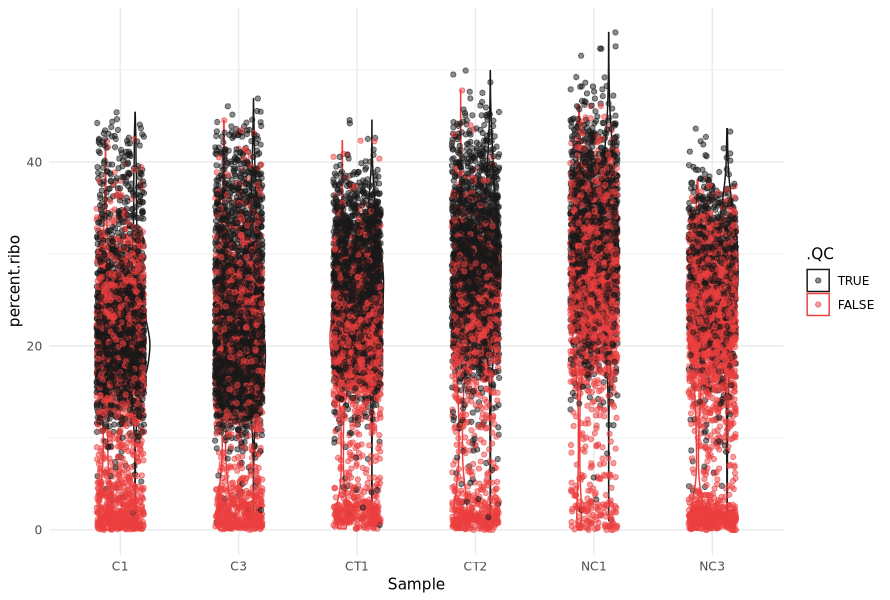 40
20
0
percent.ribo
C1
C3
CT1
CT2
NC1
NC3
Sample
.QC
TRUE
FALSE